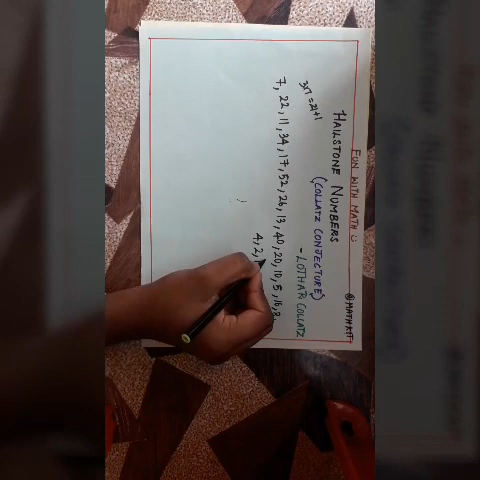 FUN WITH MATH :)
@MATHKIT
HAILSTONE NUMBERS
(COLLATZ CONJECTURE)
- LOTHAR COLLATZ
3x7 = 21+1
7, 22, 11, 34, 17, 52, 26, 13, 40, 20, 10, 5, 16, 8,
4, 2,